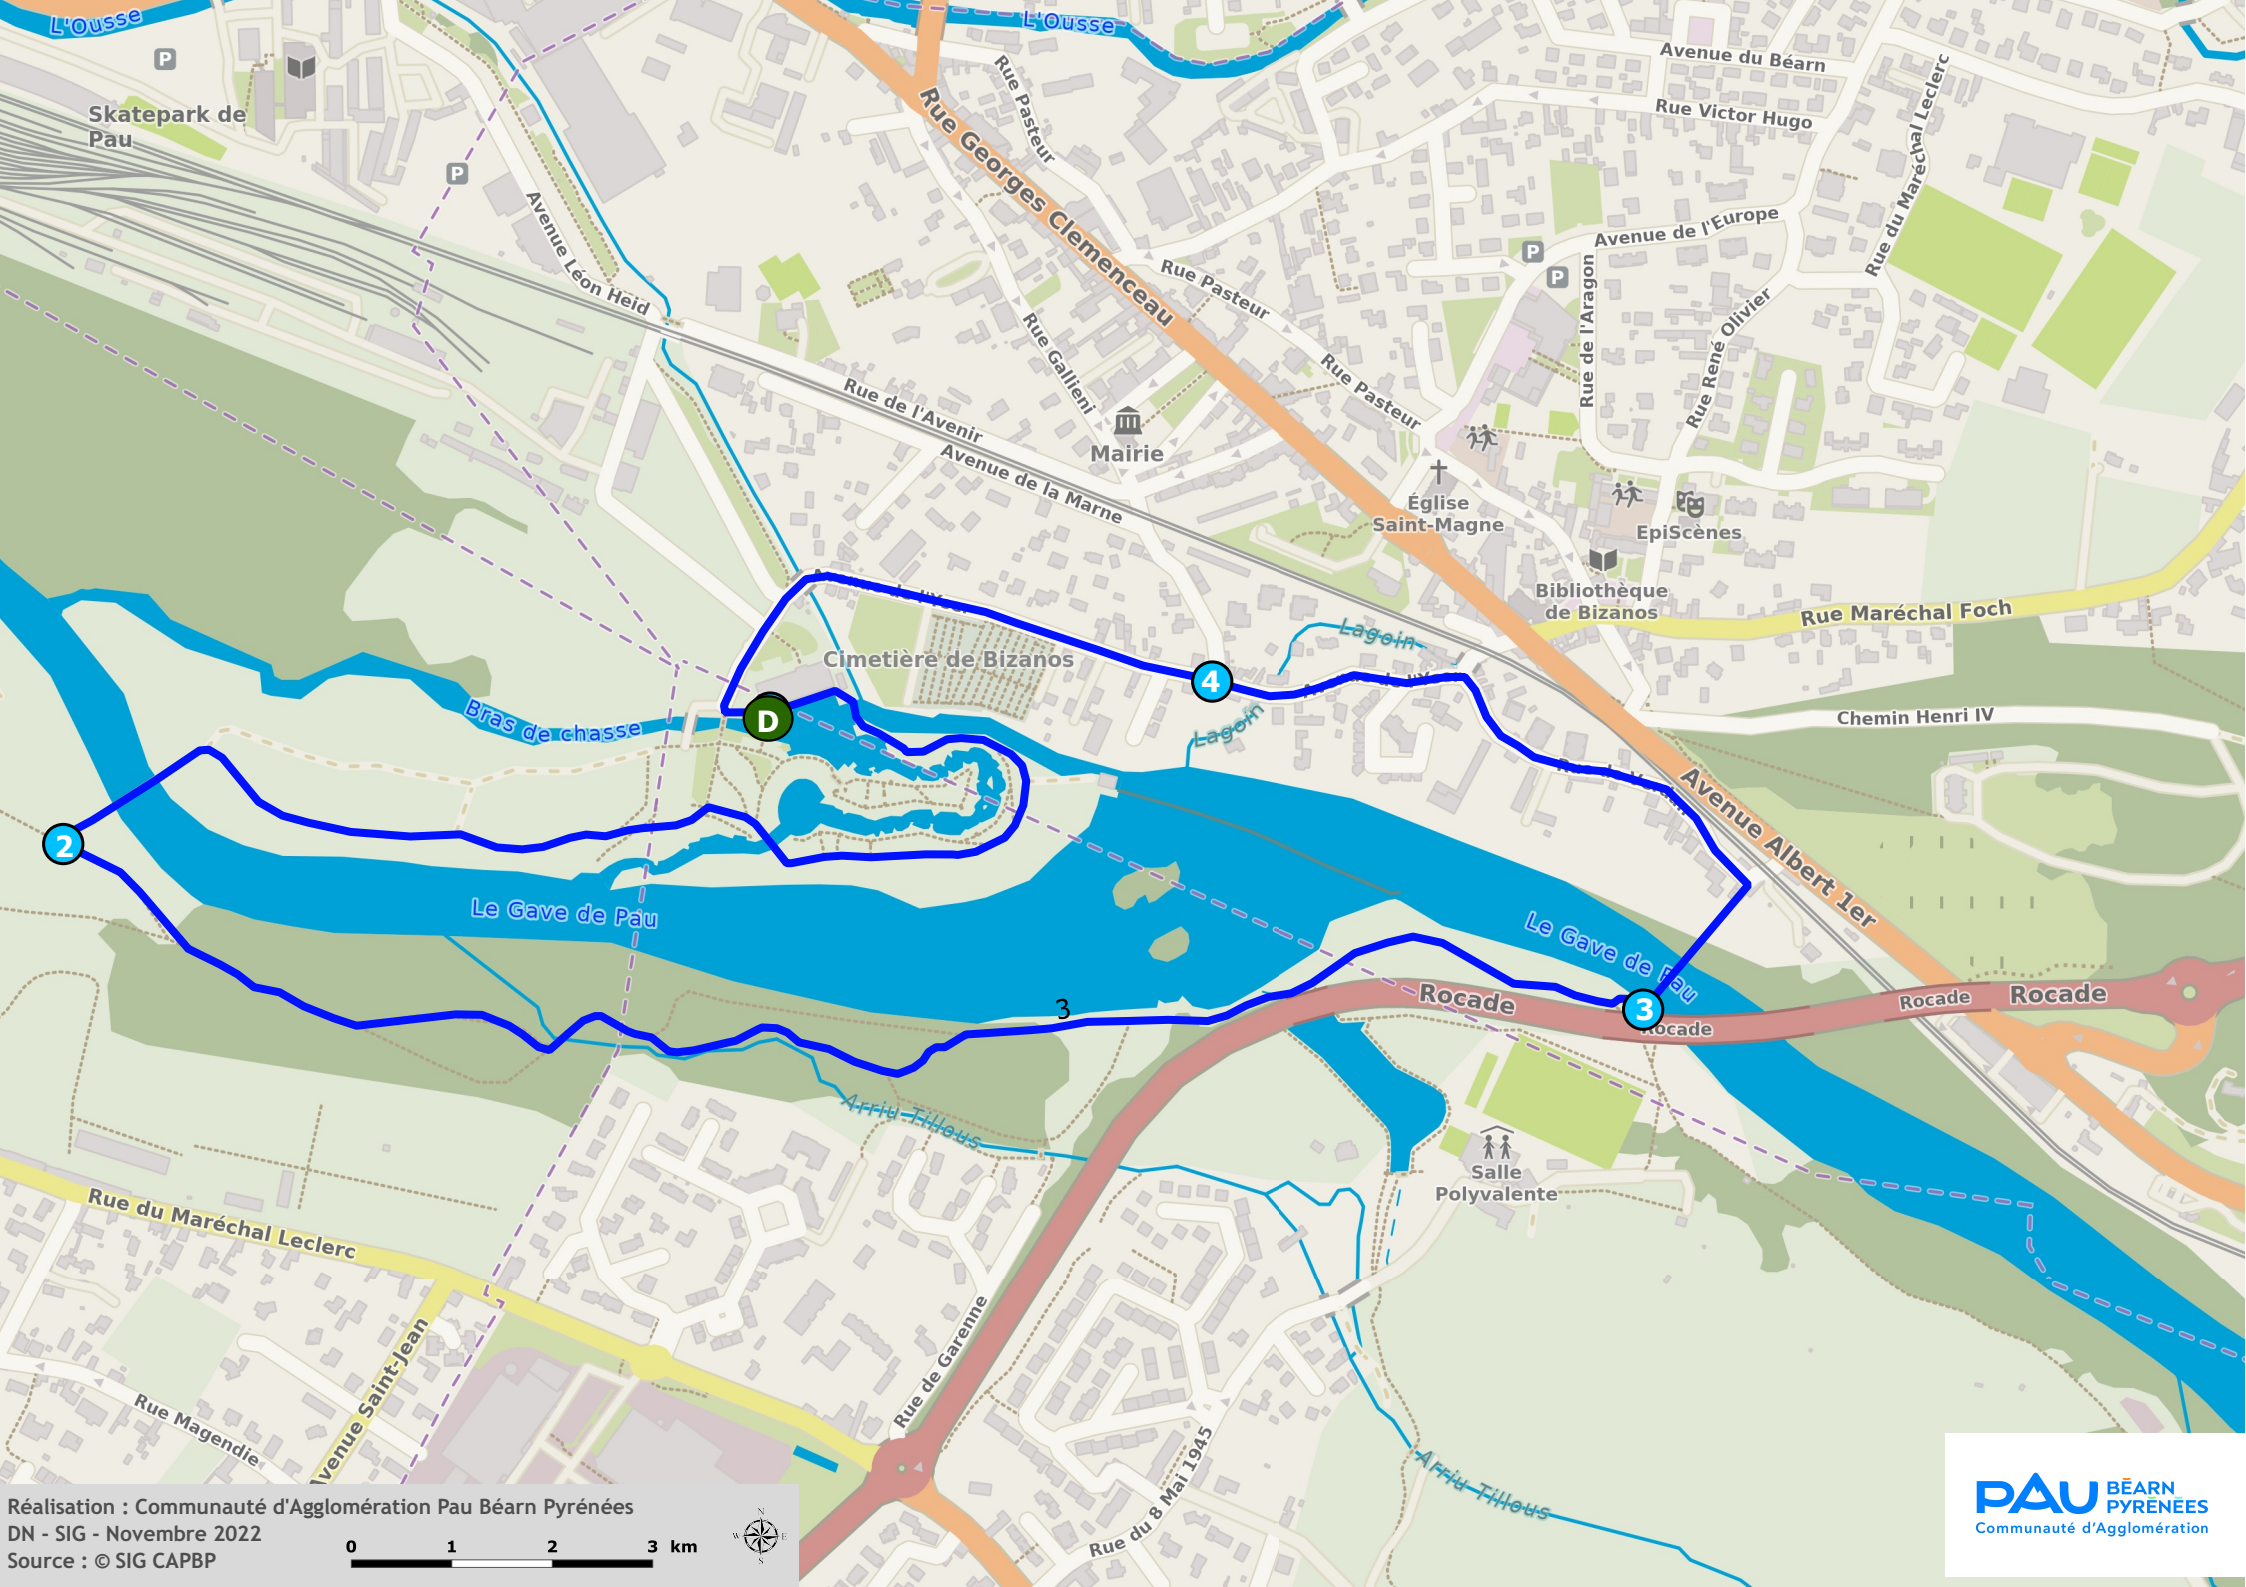 L'Ousse
L'Ousse
P
Skatepark de
Pau
P
Avenue Léon Heid
Rue Georges Clemenceau
Rue Pasteur
Avenue du Béarn
Rue Victor Hugo
Rue du Maréchal Leclerc
Avenue de l'Europe
P
P
Rue Pasteur
Rue de l'Aragon
Rue René Olivier
Rue Gallieni
Rue Pasteur
Rue de l'Avenir
Mairie
Avenue de la Marne
Église
Saint-Magne
EpiScènes
Bibliothèque
de Bizanos
Rue Maréchal Foch
Lagoin
Cimetière de Bizanos
4
Lagoin
Chemin Henri IV
Bras de chasse
D
2
Avenue Albert 1er
Le Gave de Pau
Le Gave de Pau
3
Rocade
3
Rocade
Rocade
Rocade
Arriu Tillous
Salle
Polyvalente
Rue du Maréchal Leclerc
Rue de Garenne
Avenue Saint-Jean
Rue Magendie
Rue du 8 Mai 1945
Arriu Tillous
Réalisation : Communauté d'Agglomération Pau Béarn Pyrénées
DN - SIG - Novembre 2022
Source : © SIG CAPBP
0 1 2 3 km
N
W E
S
PAU BÉARN
PYRÉNÉES
Communauté d'Agglomération